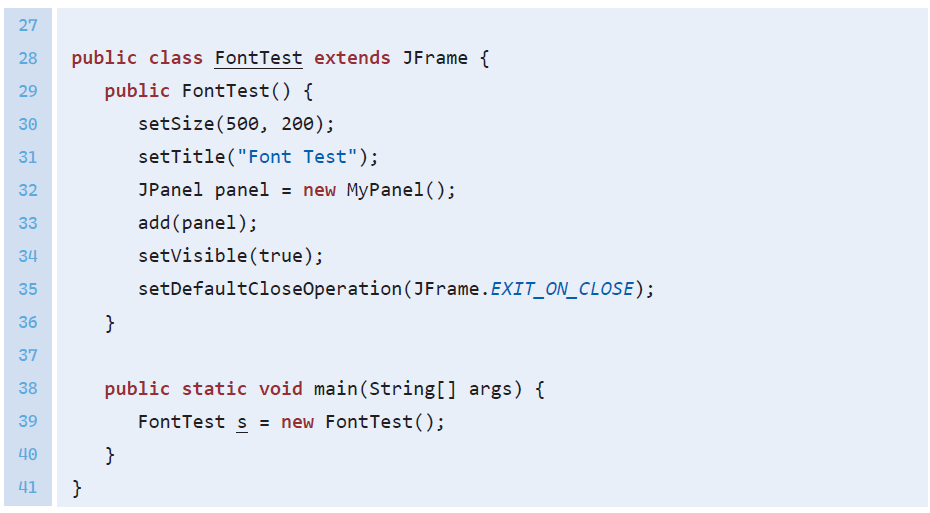 27
28 public class FontTest extends JFrame {
29 public FontTest() {
30 setSize(500, 200);
31 setTitle("Font Test");
32 JPanel panel = new MyPanel();
33 add(panel);
34 setVisible(true);
35 setDefaultCloseOperation(JFrame.EXIT_ON_CLOSE);
36 }
37
38 public static void main(String[] args) {
39 FontTest s = new FontTest();
40 }
41 }